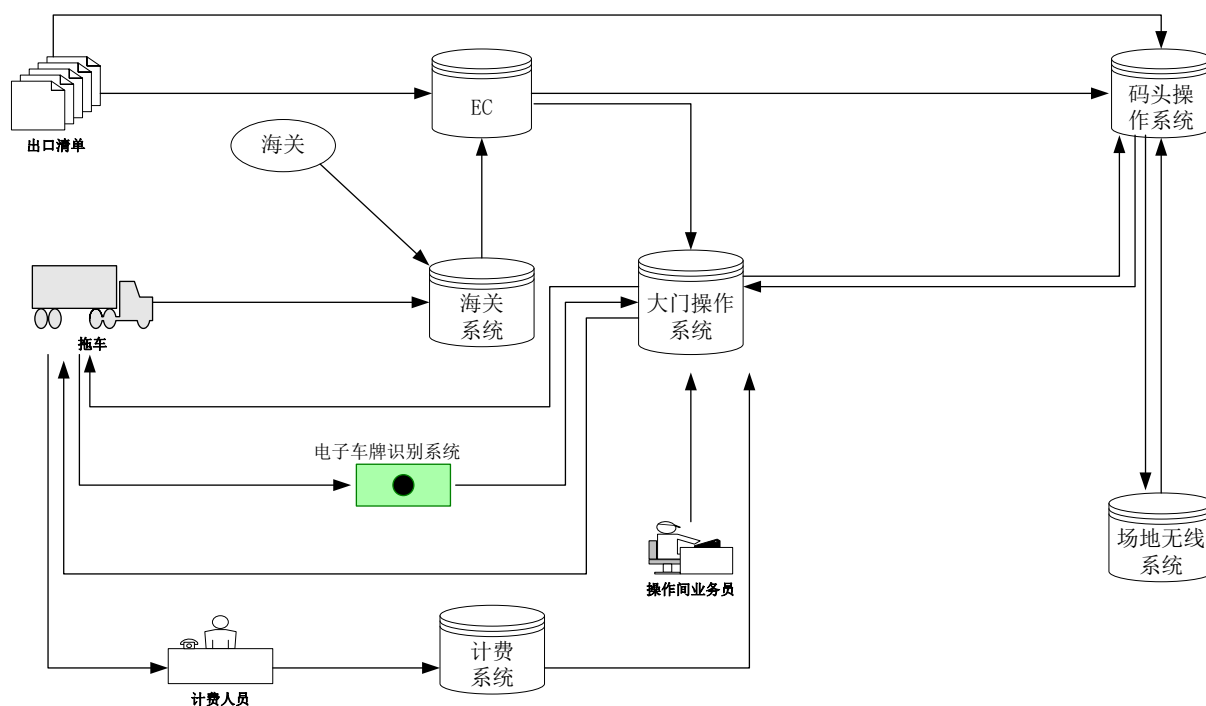 EC
码头操
作系统
出口清单
海关
海关
系统
大门操作
系统
拖车
电子车牌识别系统
场地无线
系统
操作间业务员
计费
系统
计费人员